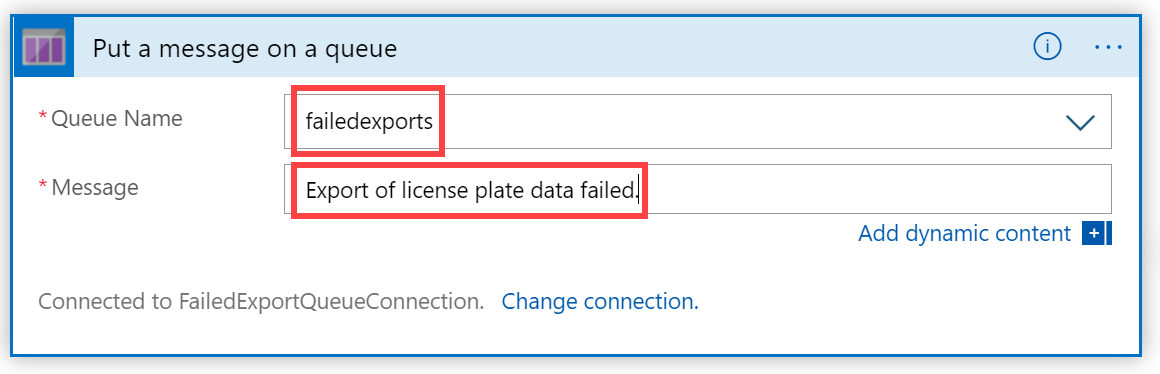 Put a message on a queue
* Queue Name
failedexports
* Message
Export of license plate data failed.
Add dynamic content
Connected to FailedExportQueueConnection. Change connection.